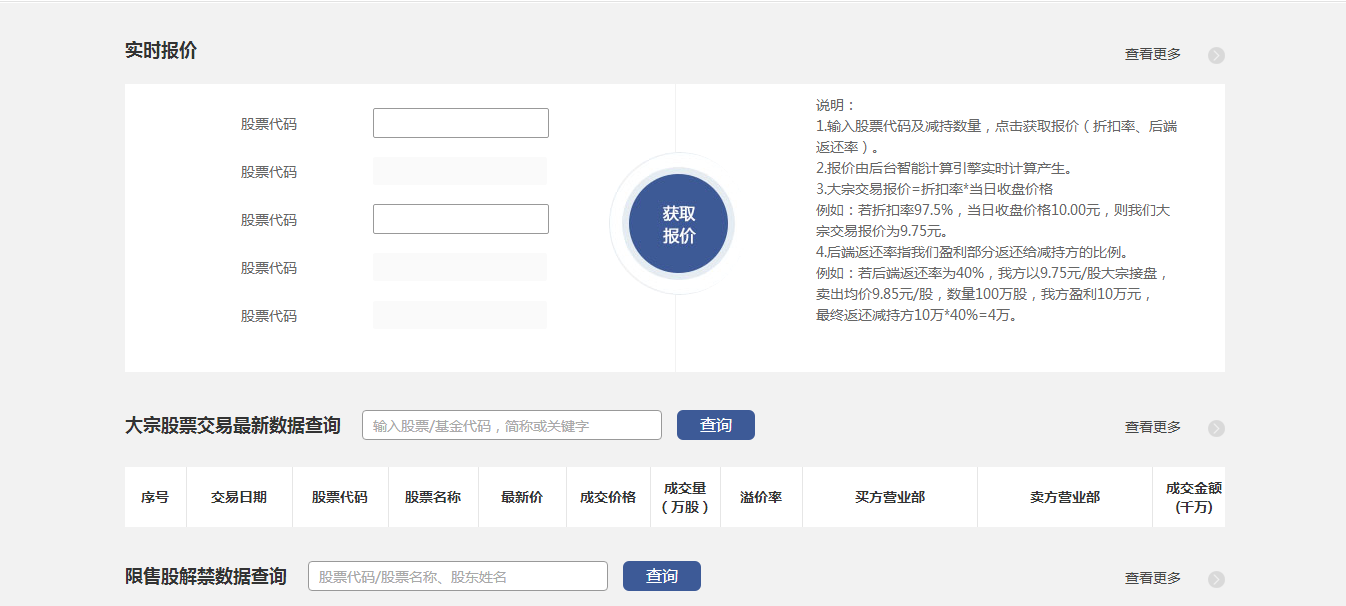 实时报价
查看更多
股票代码
股票代码
股票代码
股票代码
股票代码
获取
报价
说明：
1.输入股票代码及减持数量，点击获取报价（折扣率、后端
返还率）。
2.报价由后台智能计算引擎实时计算产生。
3.大宗交易报价=折扣率*当日收盘价格
例如：若折扣率97.5%，当日收盘价格10.00元，则我们大
宗交易报价为9.75元。
4.后端返还率指我们盈利部分返还给减持方的比例。
例如：若后端返还率为40%，我方以9.75元/股大宗接盘，
卖出均价9.85元/股，数量100万股，我方盈利10万元，
最终返还减持方10万*40%=4万。
大宗股票交易最新数据查询 输入股票/基金代码，简称或关键字 查询 查看更多
序号 交易日期 股票代码 股票名称 最新价 成交价格 成交量（万股） 溢价率 买方营业部 卖方营业部 成交金额(千万)
限售股解禁数据查询 股票代码/股票名称、股东姓名 查询 查看更多